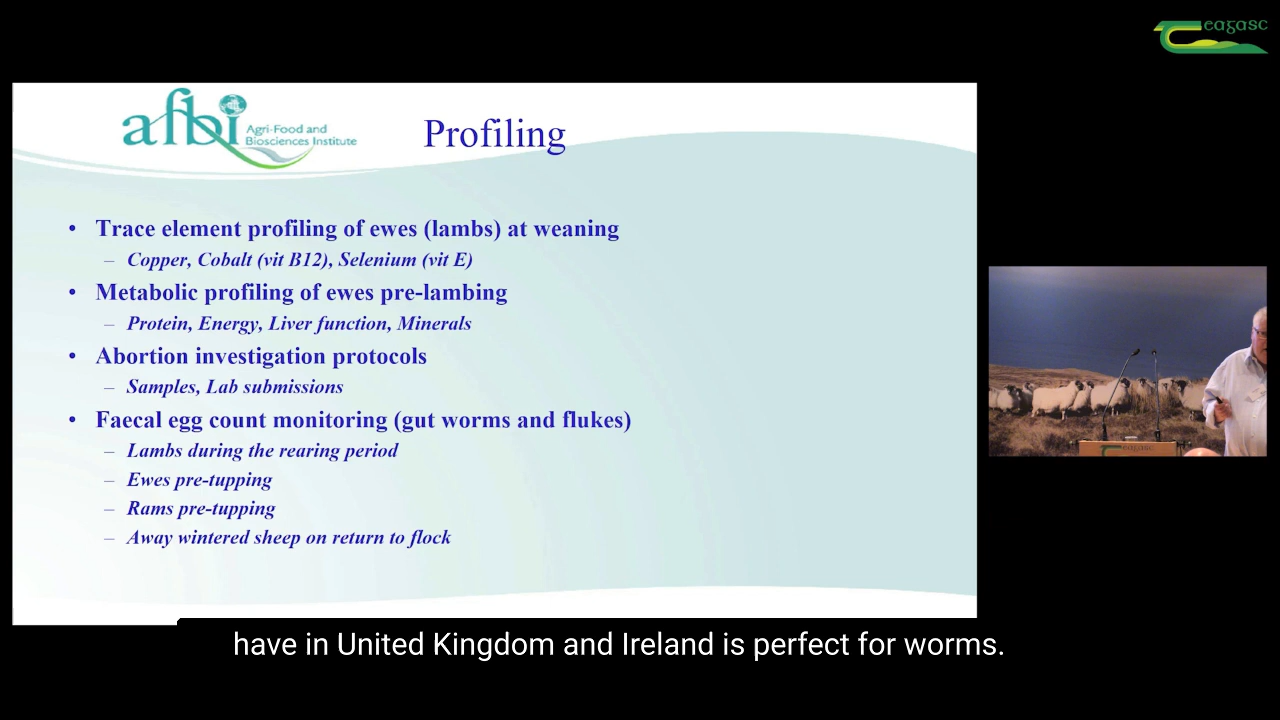 eagasc
afbi Agri-Food and
Biosciences Institute
Profiling
• Trace element profiling of ewes (lambs) at weaning
– Copper, Cobalt (vit B12), Selenium (vit E)
• Metabolic profiling of ewes pre-lambing
– Protein, Energy, Liver function, Minerals
• Abortion investigation protocols
– Samples, Lab submissions
• Faecal egg count monitoring (gut worms and flukes)
– Lambs during the rearing period
– Ewes pre-tupping
– Rams pre-tupping
– Away wintered sheep on return to flock
eagasc
have in United Kingdom and Ireland is perfect for worms.